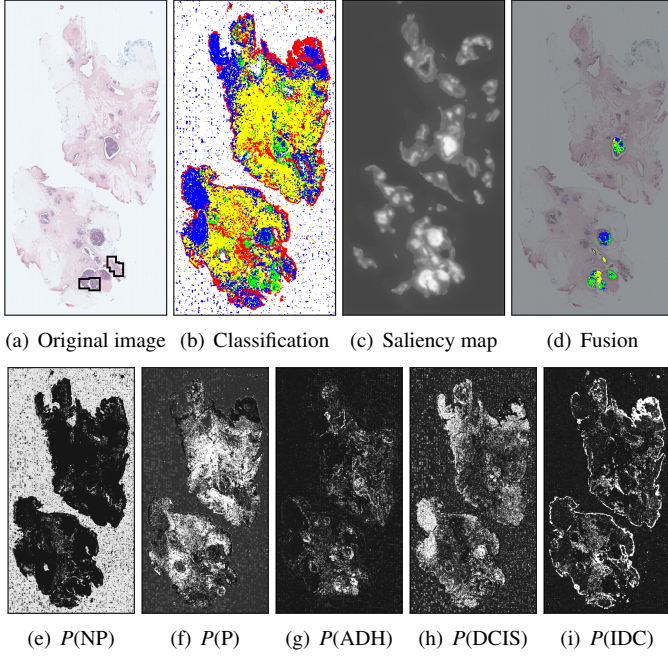 (a) Original image (b) Classification (c) Saliency map (d) Fusion
(e) P(NP) (f) P(P) (g) P(ADH) (h) P(DCIS) (i) P(IDC)